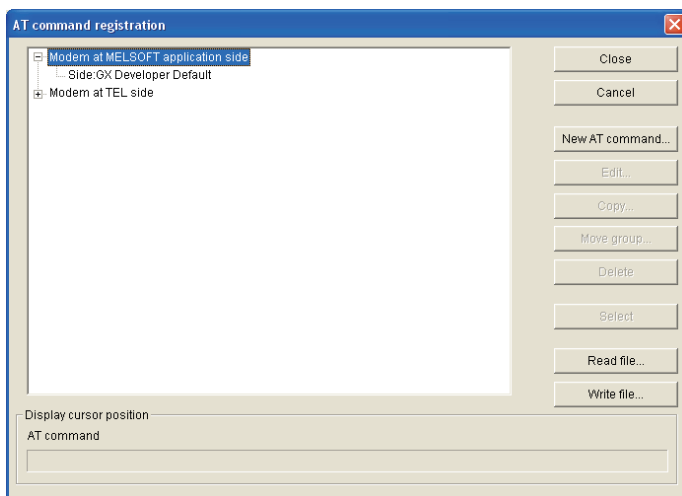 AT command registration
Modem at MELSOFT application side
Side:GX Developer Default
Modem at TEL side
Close
Cancel
New AT command...
Edit...
Copy...
Move group...
Delete
Select
Read file...
Write file...
Display cursor position
AT command